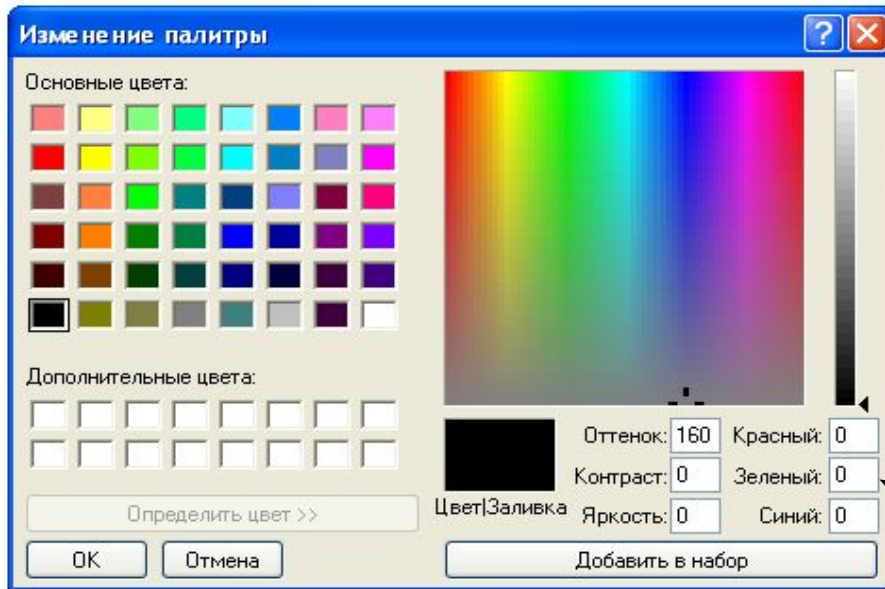 Изменение палитры
Основные цвета:
Дополнительные цвета:
Определить цвет >>
OK Отмена
Оттенок: 160 Красный: 0
Контраст: 0 Зеленый: 0
Цвет|Заливка Яркость: 0 Синий: 0
Добавить в набор